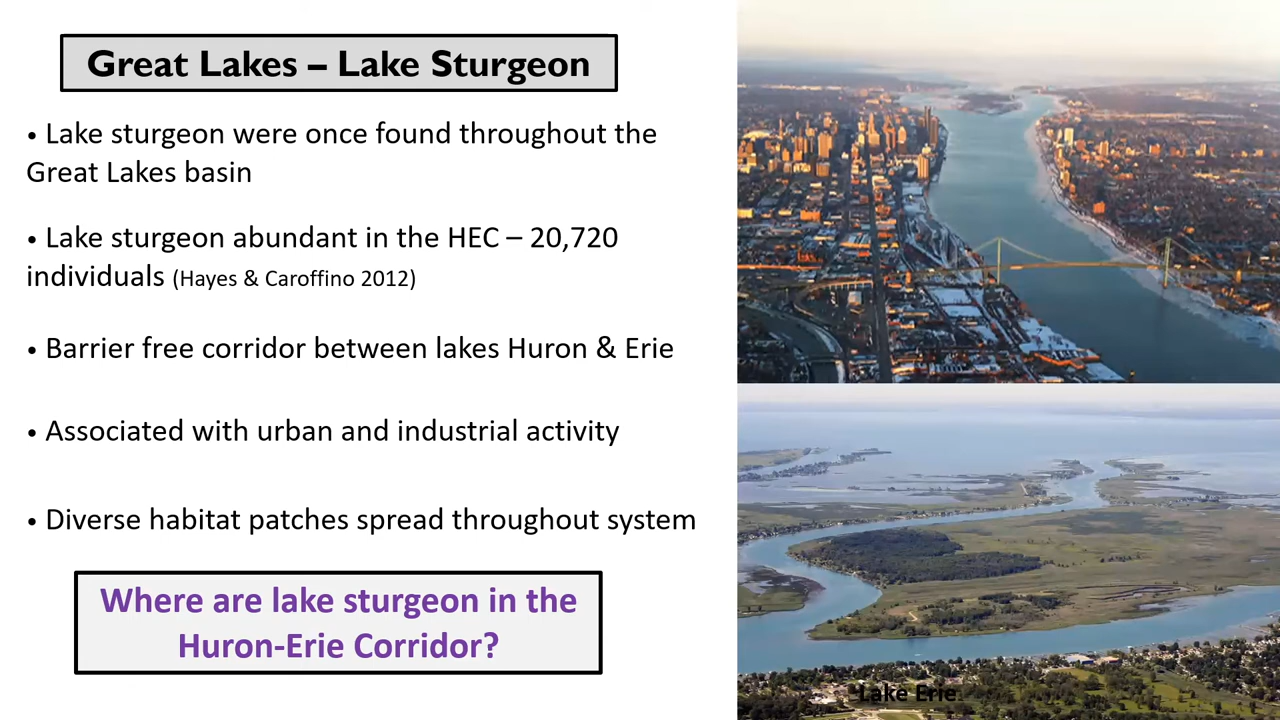 Great Lakes – Lake Sturgeon
• Lake sturgeon were once found throughout the
Great Lakes basin
• Lake sturgeon abundant in the HEC – 20,720
individuals (Hayes & Caroffino 2012)
• Barrier free corridor between lakes Huron & Erie
• Associated with urban and industrial activity
• Diverse habitat patches spread throughout system
Where are lake sturgeon in the
Huron-Erie Corridor?
Lake Erie